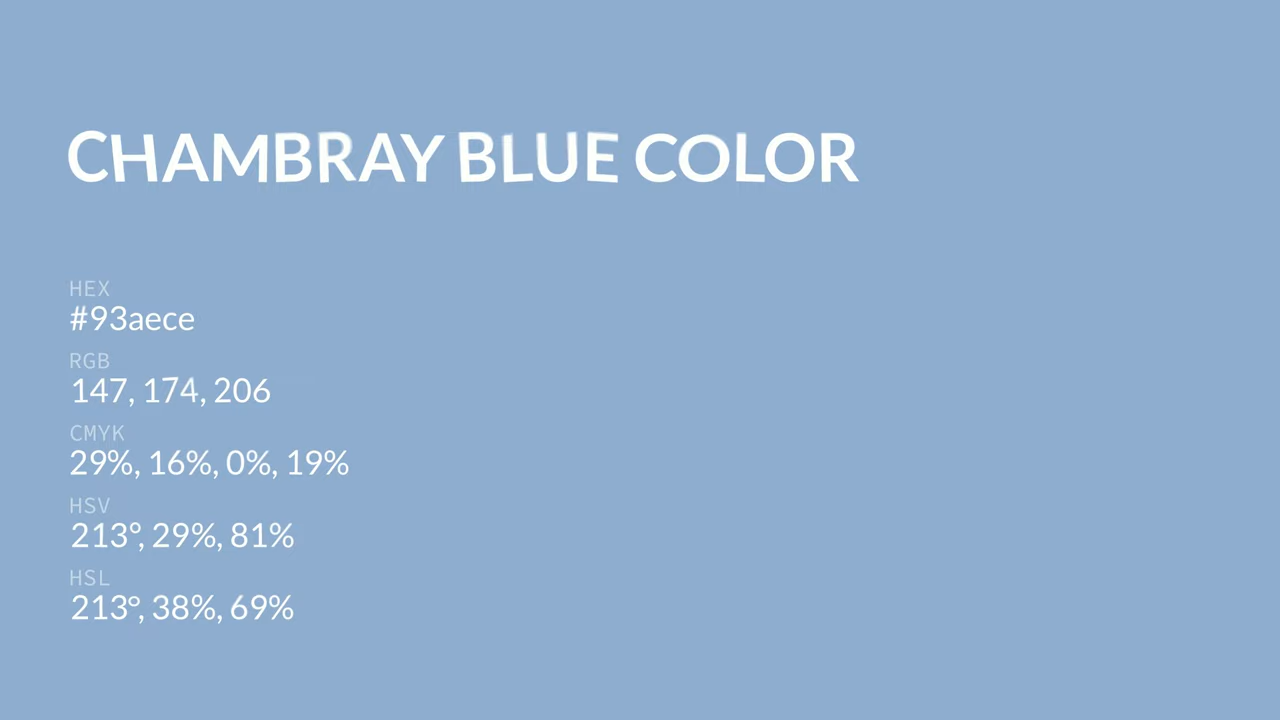 CHAMBRAY BLUE COLOR
HEX
#93aece
RGB
147, 174, 206
CMYK
29%, 16%, 0%, 19%
HSV
213°, 29%, 81%
HSL
213°, 38%, 69%